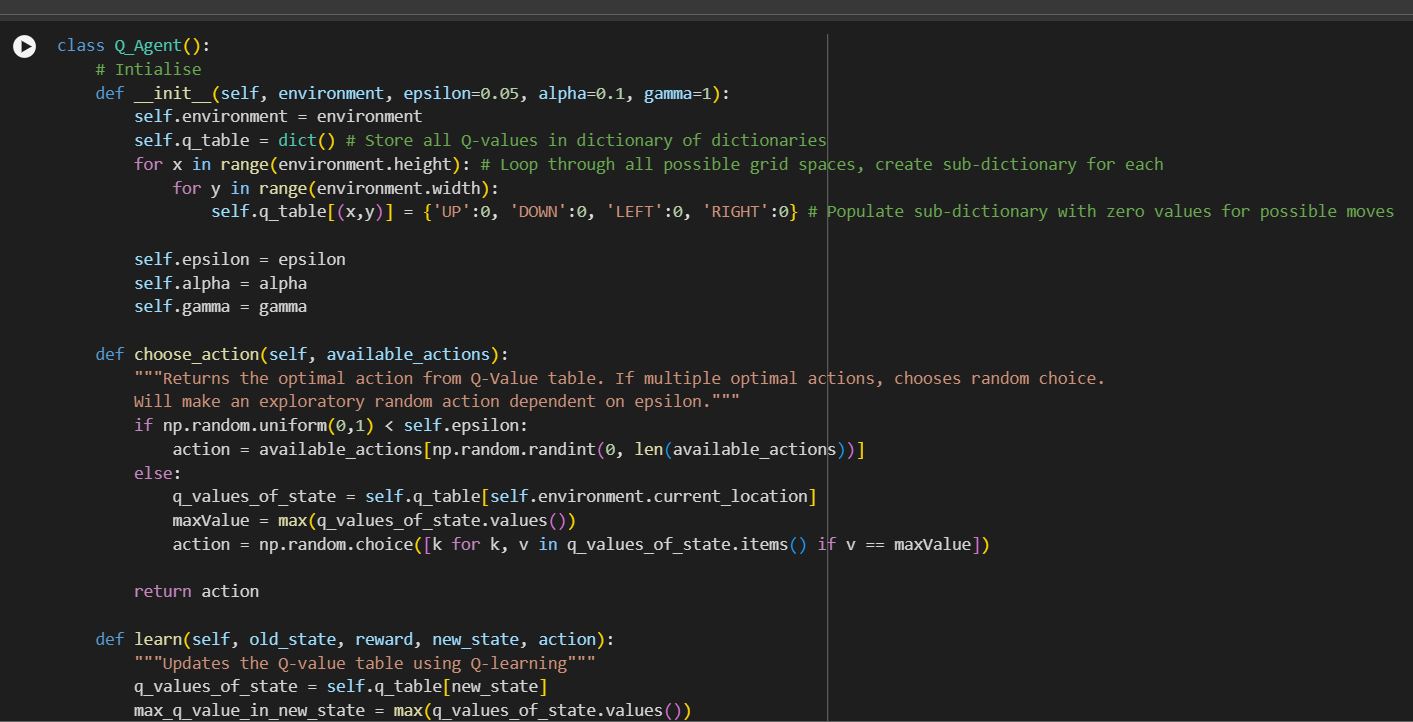 class Q_Agent():
    # Intialise
    def __init__(self, environment, epsilon=0.05, alpha=0.1, gamma=1):
        self.environment = environment
        self.q_table = dict() # Store all Q-values in dictionary of dictionaries
        for x in range(environment.height): # Loop through all possible grid spaces, create sub-dictionary for each
            for y in range(environment.width):
                self.q_table[(x,y)] = {'UP':0, 'DOWN':0, 'LEFT':0, 'RIGHT':0} # Populate sub-dictionary with zero values for possible moves

        self.epsilon = epsilon
        self.alpha = alpha
        self.gamma = gamma

    def choose_action(self, available_actions):
        """Returns the optimal action from Q-Value table. If multiple optimal actions, chooses random choice.
        Will make an exploratory random action dependent on epsilon."""
        if np.random.uniform(0,1) < self.epsilon:
            action = available_actions[np.random.randint(0, len(available_actions))]
        else:
            q_values_of_state = self.q_table[self.environment.current_location]
            maxValue = max(q_values_of_state.values())
            action = np.random.choice([k for k, v in q_values_of_state.items() if v == maxValue])

        return action

    def learn(self, old_state, reward, new_state, action):
        """Updates the Q-value table using Q-learning"""
        q_values_of_state = self.q_table[new_state]
        max_q_value_in_new_state = max(q_values_of_state.values())